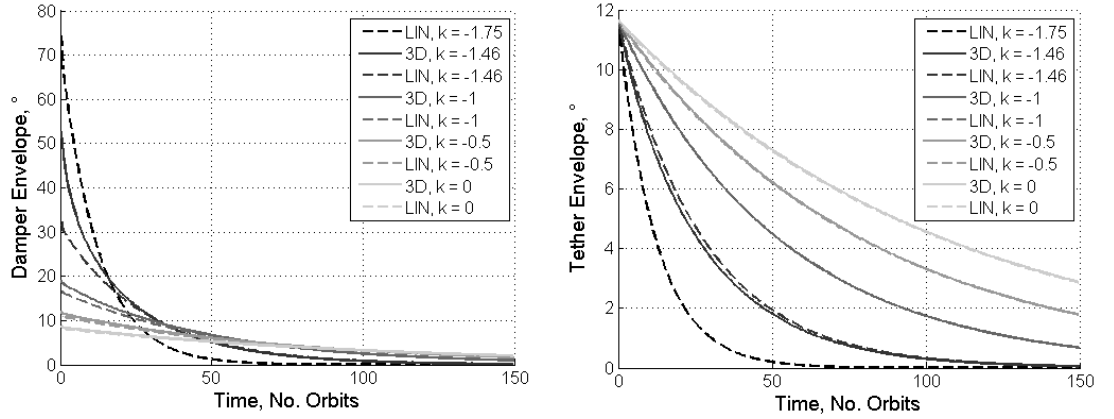 80
70
60
50
40
30
20
10
0
Damper Envelope, °
0 50 100 150
Time, No. Orbits
LIN, k = -1.75
3D, k = -1.46
LIN, k = -1.46
3D, k = -1
LIN, k = -1
3D, k = -0.5
LIN, k = -0.5
3D, k = 0
LIN, k = 0
12
10
8
6
4
2
0
Tether Envelope, °
0 50 100 150
Time, No. Orbits
LIN, k = -1.75
3D, k = -1.46
LIN, k = -1.46
3D, k = -1
LIN, k = -1
3D, k = -0.5
LIN, k = -0.5
3D, k = 0
LIN, k = 0